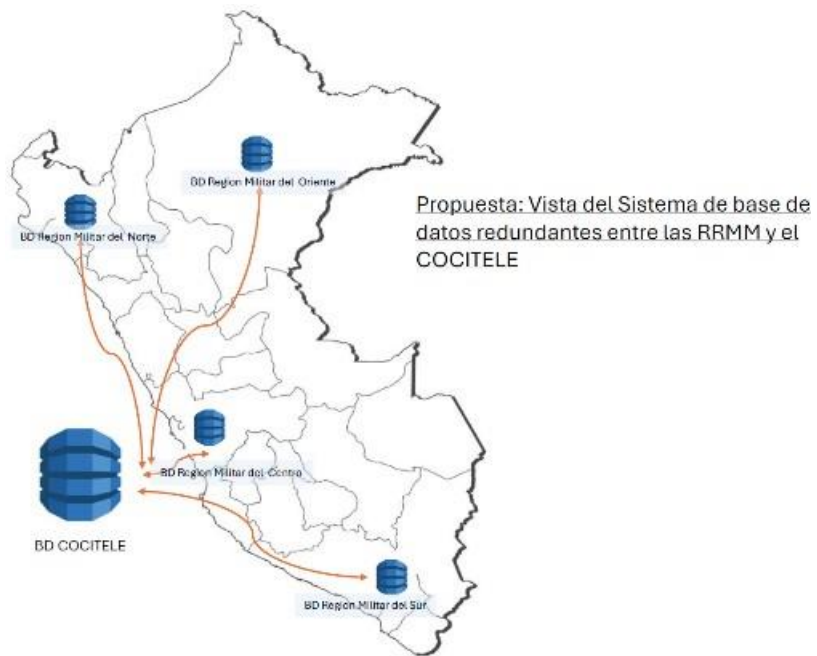 BD Region Militar del Oriente
BD Region Militar del Norte
Propuesta: Vista del Sistema de base de
datos redundantes entre las RRMM y el
COCITELE
BD Region Militar del Centro
BD COCITELE
BD Region Militar del Sur